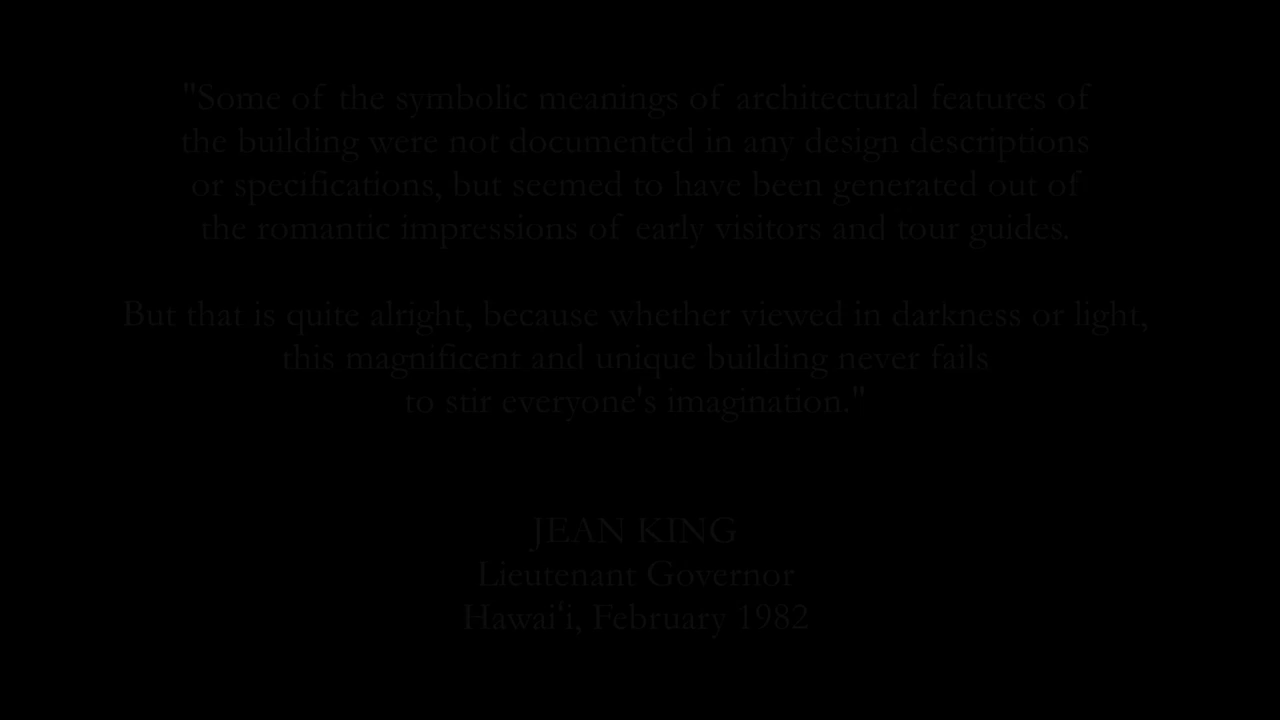 "Some of the symbolic meanings of architectural features of
the building were not documented in any design descriptions
or specifications, but seemed to have been generated out of
the romantic impressions of early visitors and tour guides.
But that is quite alright, because whether viewed in darkness or light,
this magnificent and unique building never fails
to stir everyone's imagination."
JEAN KING
Lieutenant Governor
Hawaiʻi, February 1982